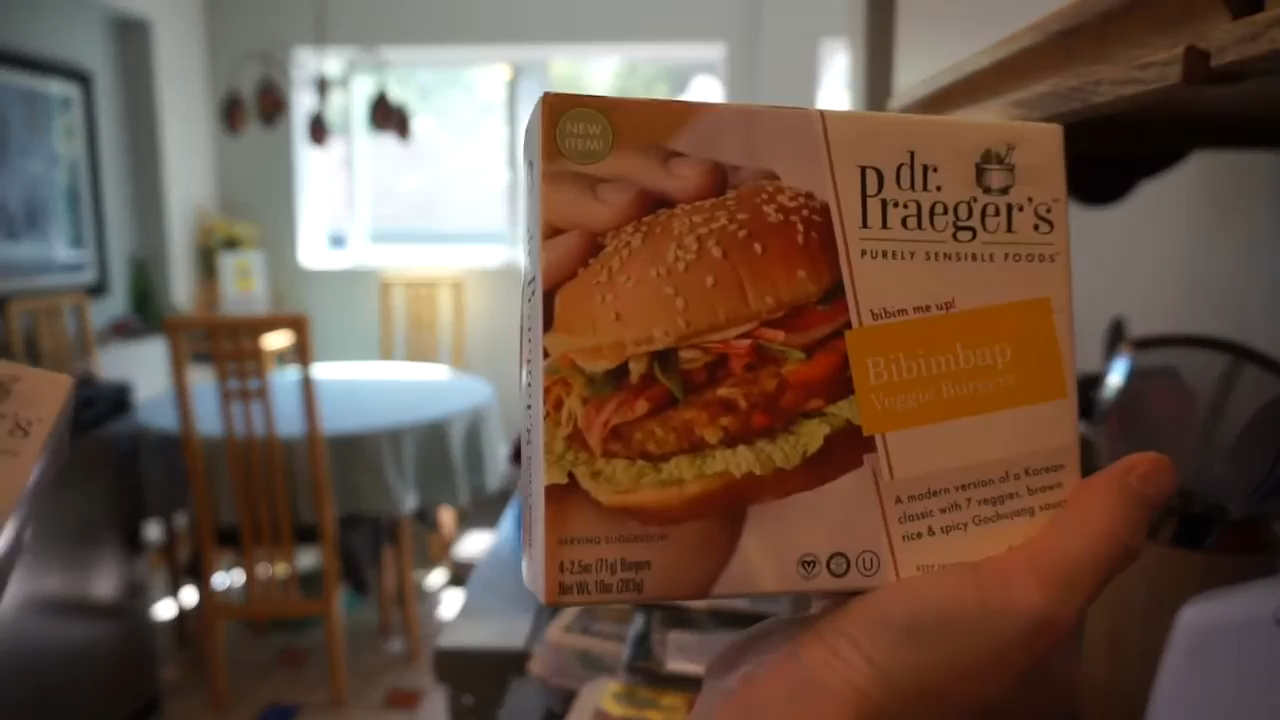 NEW
ITEM!
dr.
Praeger's
PURELY SENSIBLE FOODS
bibim me up!
Bibimbap
Veggie Burgers
A modern version of a Korean
classic with 7 veggies, brown
rice & spicy Gochujang sauce
SERVING SUGGESTION
4-2.5oz (71g) Burgers
Net Wt. 10oz (283g)
U